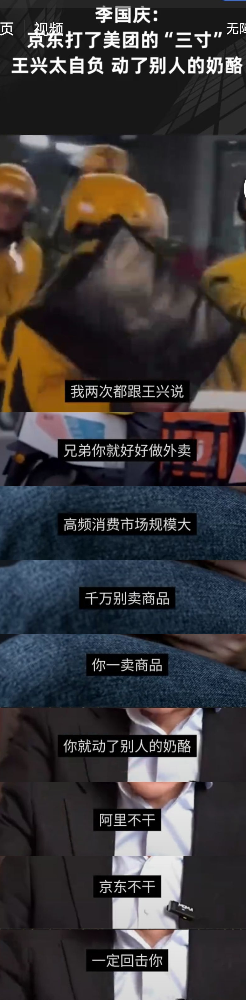 李国庆：
页
视频
无障
京东打了美团的“三寸”
王兴太自负 动了别人的奶酪
我两次都跟王兴说
兄弟你就好好做外卖
高频消费市场规模大
千万别卖商品
你一卖商品
你就动了别人的奶酪
阿里不干
京东不干
MOMA
一定回击你